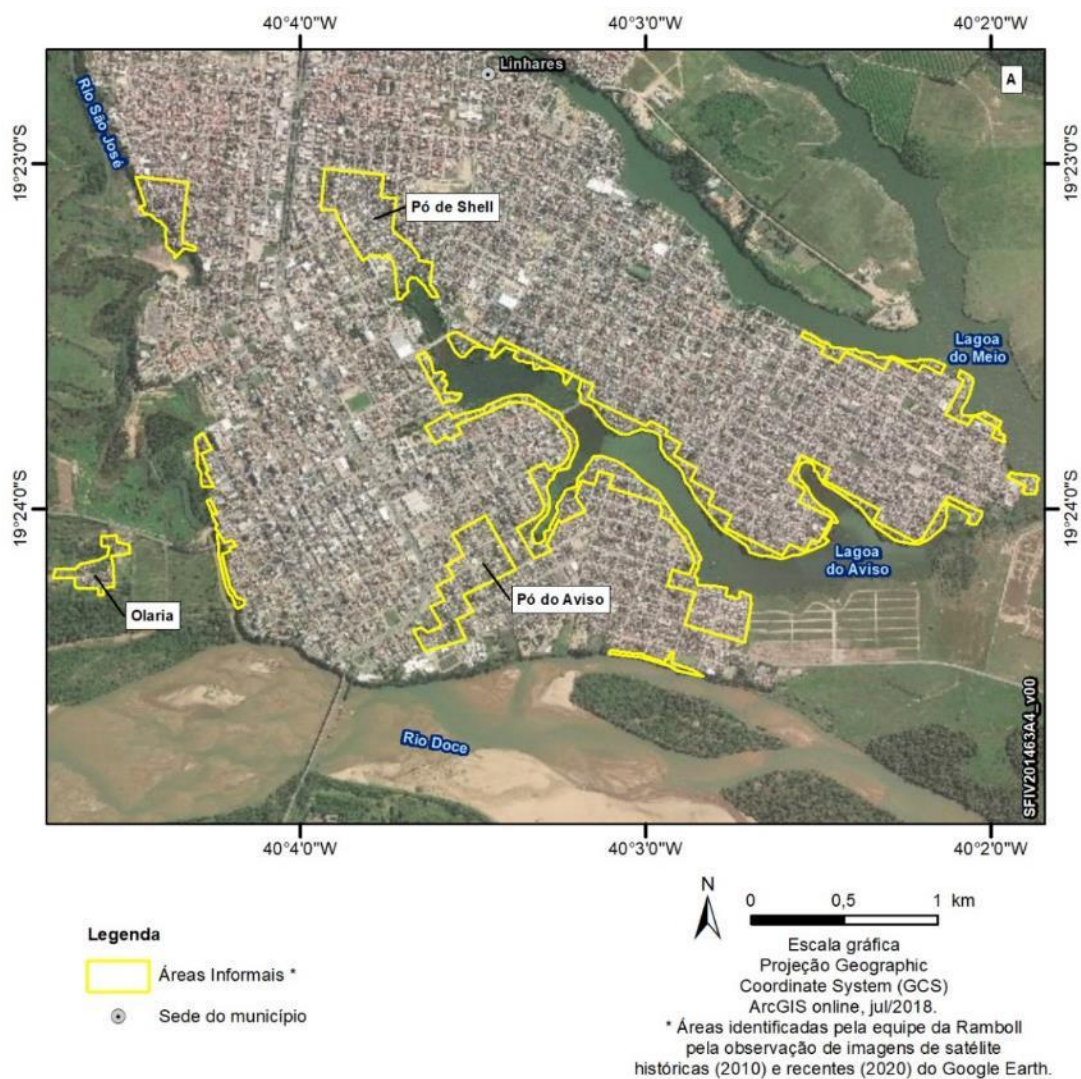 40°4'0"W
40°3'0"W
40°2'0"W
Linhares
A
Rio São José
19°23'0"S
19°23'0"S
Pó de Shell
Lagoa
do Meio
19°24'0"S
19°24'0"S
Lagoa
do Aviso
Olaria
Pó do Aviso
Rio Doce
SFIV201463A4_v00
40°4'0"W
40°3'0"W
40°2'0"W
N
0
0,5
1 km
Legenda
Áreas Informais *
Sede do município
Escala gráfica
Projeção Geographic
Coordinate System (GCS)
ArcGIS online, jul/2018.
* Áreas identificadas pela equipe da Ramboll
pela observação de imagens de satélite
históricas (2010) e recentes (2020) do Google Earth.